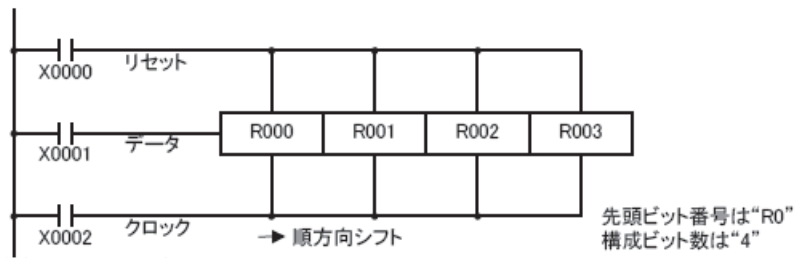 X0000 リセット
R000 R001 R002 R003
X0001 データ
X0002 クロック
→ 順方向シフト
先頭ビット番号は“R0”
構成ビット数は“4”